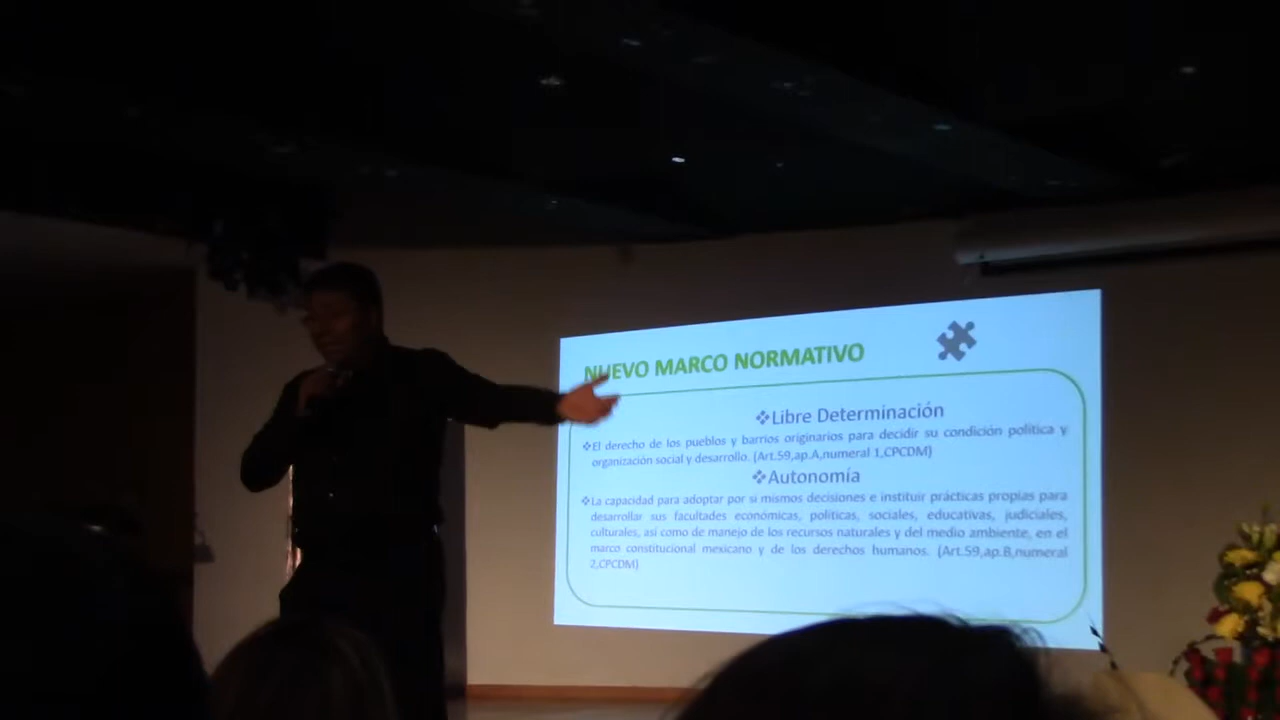 NUEVO MARCO NORMATIVO
❖Libre Determinación
❖El derecho de los pueblos y barrios originarios para decidir su condición política y
organización social y desarrollo. (Art.59,ap.A,numeral 1,CPCDM)
❖Autonomía
❖La capacidad para adoptar por si mismos decisiones e instituir prácticas propias para
desarrollar sus facultades económicas, políticas, sociales, educativas, judiciales,
culturales, así como de manejo de los recursos naturales y del medio ambiente, en el
marco constitucional mexicano y de los derechos humanos. (Art.59,ap.B,numeral
2,CPCDM)